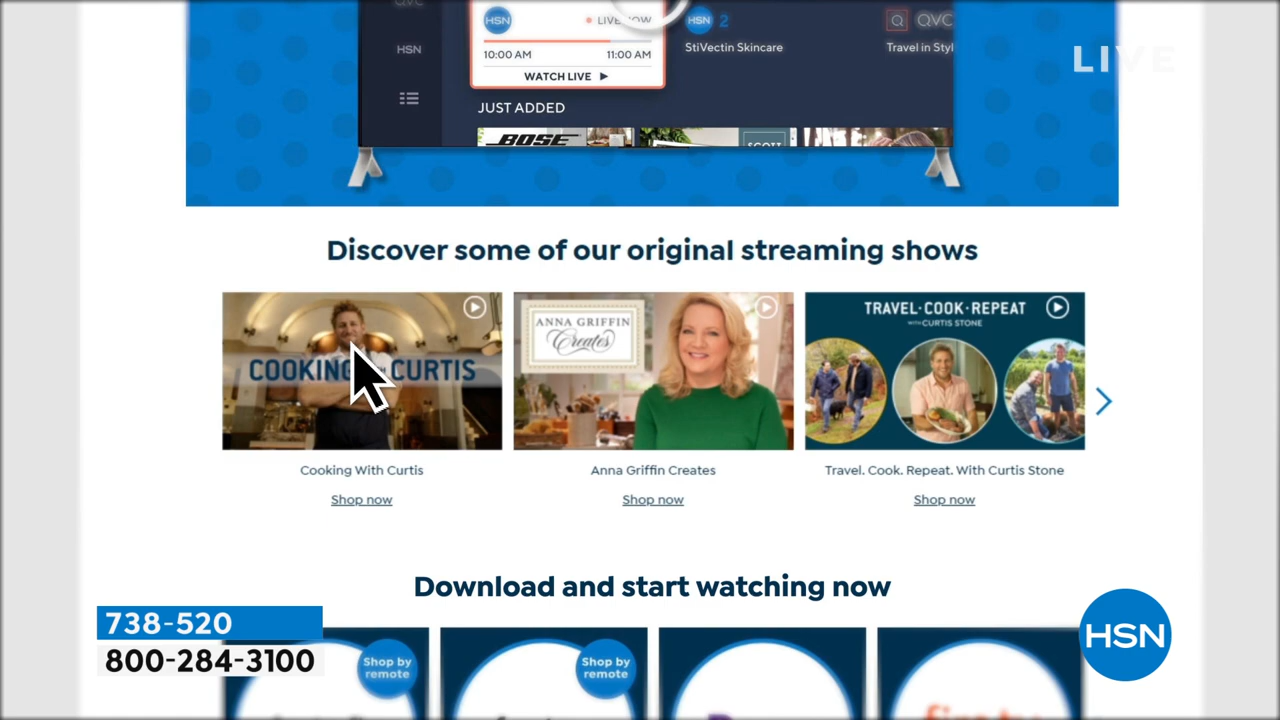 QVC
HSN
HSN
LIVE NOW
10:00 AM
11:00 AM
WATCH LIVE
HSN 2
StiVectin Skincare
QVC
Travel in Styl
LIVE
JUST ADDED
BOSE
SCOTT
Discover some of our original streaming shows
COOKING
CURTIS
ANNA GRIFFIN
Creates
TRAVEL·COOK·REPEAT
WITH CURTIS STONE
Cooking With Curtis
Anna Griffin Creates
Travel. Cook. Repeat. With Curtis Stone
Shop now
Shop now
Shop now
Download and start watching now
738-520
800-284-3100
Shop by
remote
Shop by
remote
HSN